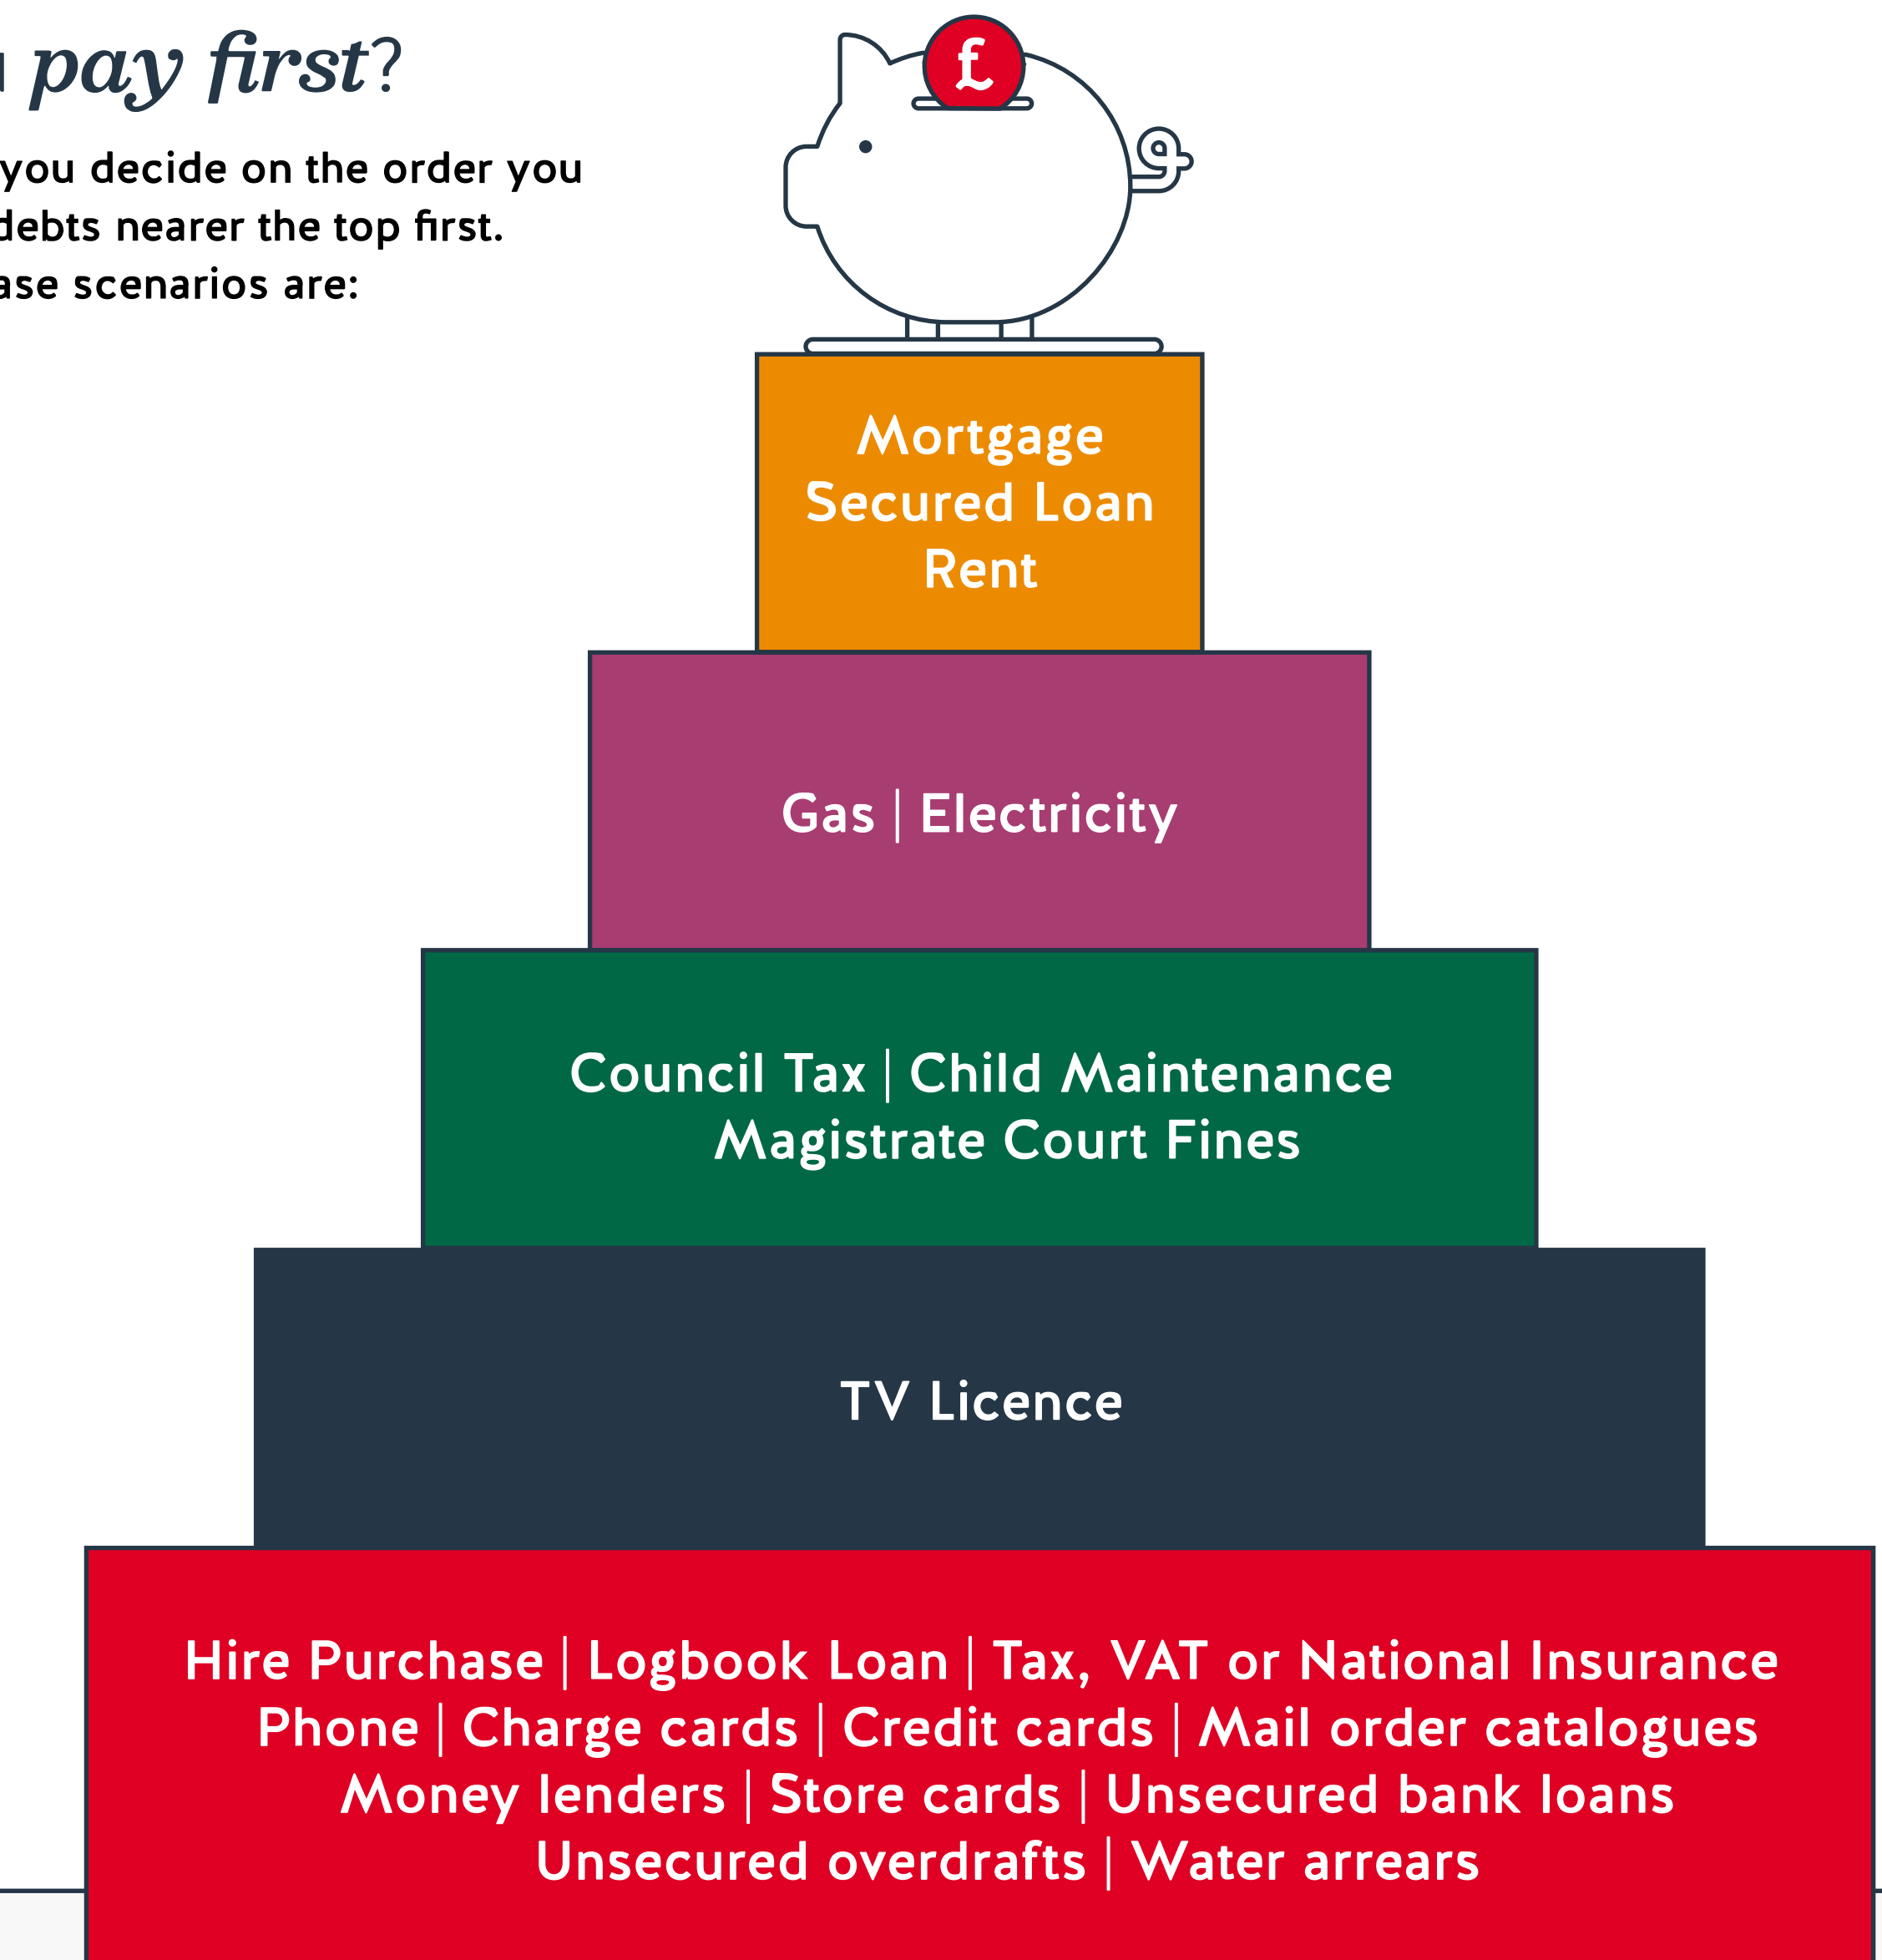 pay first?
you decide on the order you
debts nearer the top first.
scenarios are:
£
Mortgage
Secured Loan
Rent
Gas | Electricity
Council Tax | Child Maintenance
Magistrate Court Fines
TV Licence
Hire Purchase | Logbook Loan | Tax, VAT or National Insurance
Phone | Charge cards | Credit cards | Mail order catalogues
Money lenders | Store cards | Unsecured bank loans
Unsecured overdrafts | Water arrears